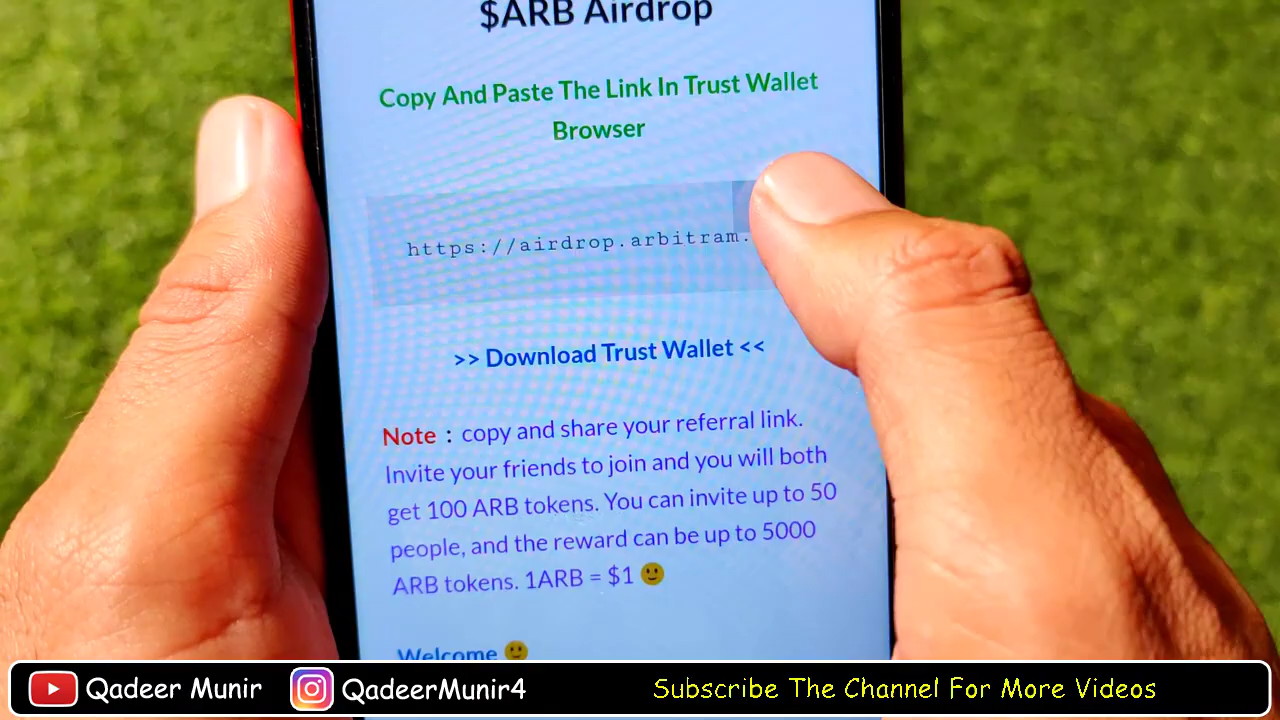 $ARB Airdrop
Copy And Paste The Link In Trust Wallet
Browser
https://airdrop.arbitram.
>> Download Trust Wallet <<
Note : copy and share your referral link.
Invite your friends to join and you will both
get 100 ARB tokens. You can invite up to 50
people, and the reward can be up to 5000
ARB tokens. 1ARB = $1 🙂
Welcome 🙂
Qadeer Munir
QadeerMunir4
Subscribe The Channel For More Videos